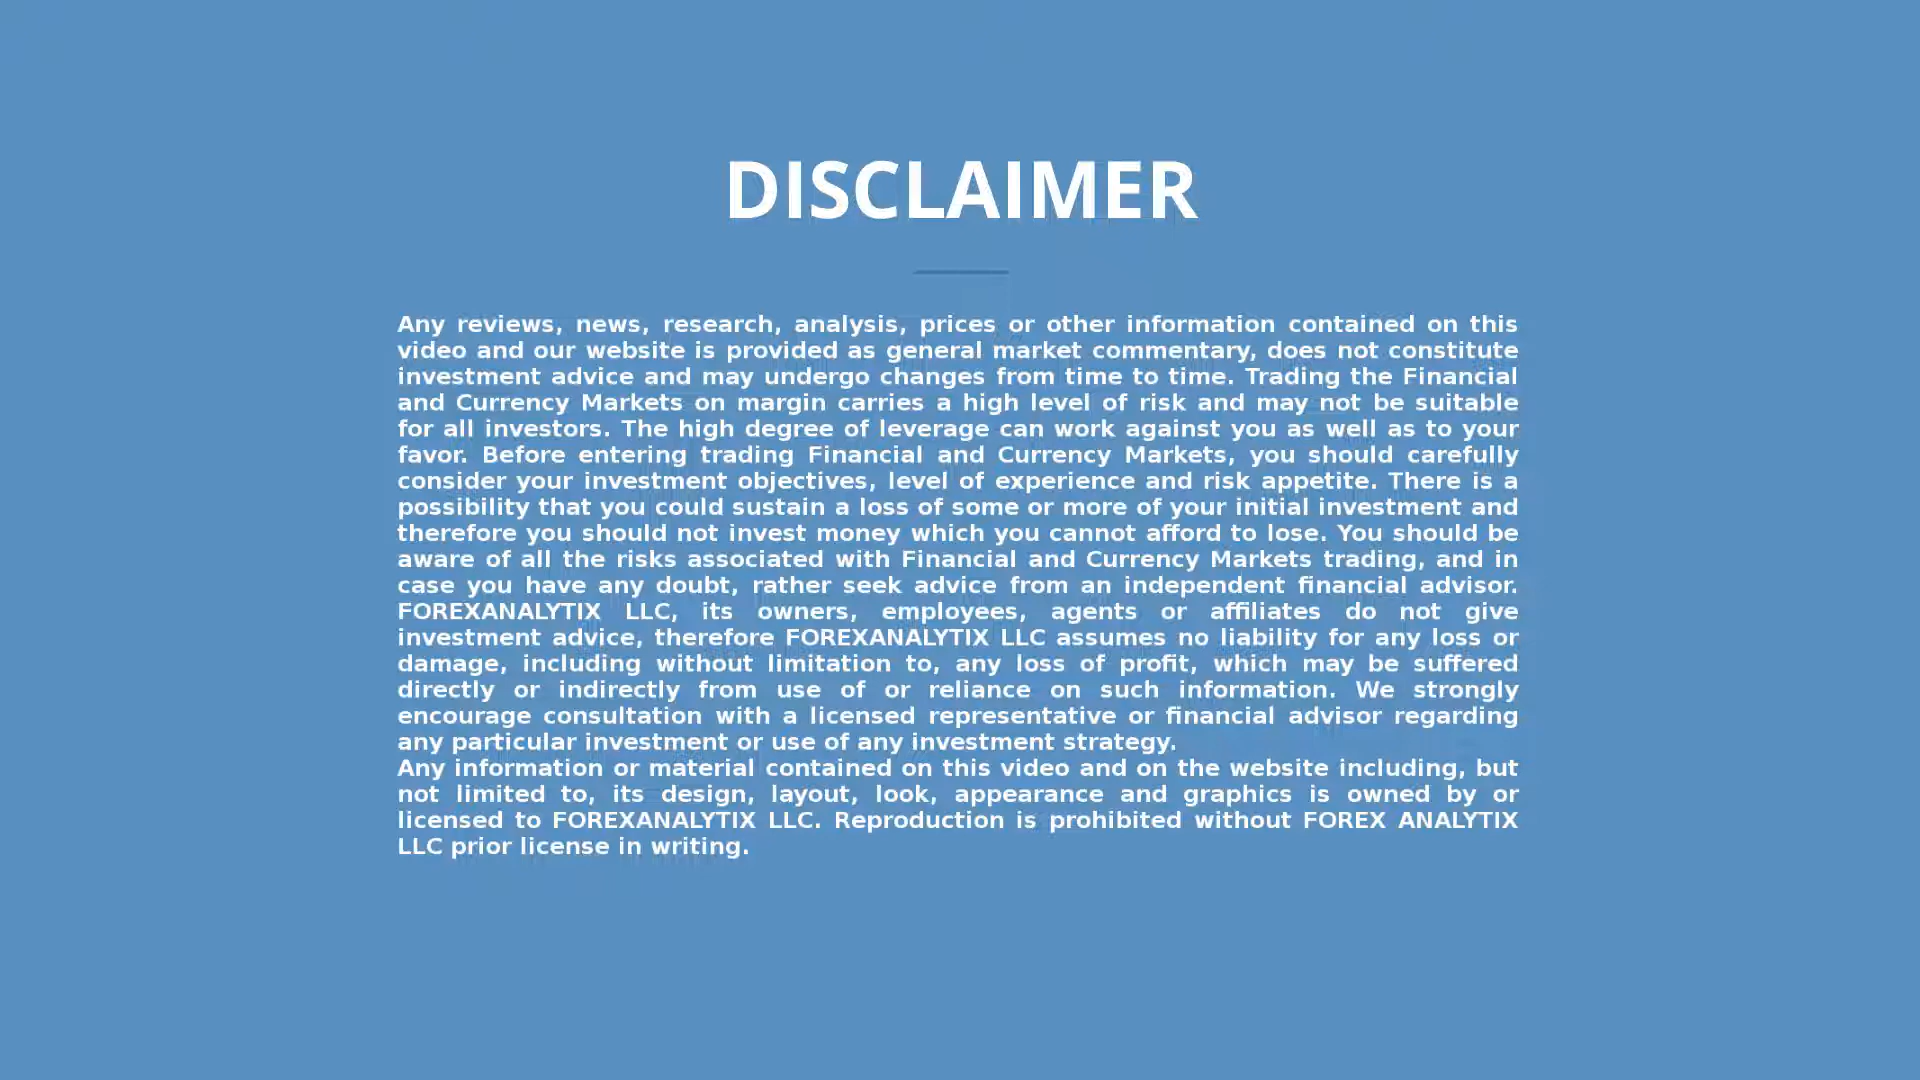 DISCLAIMER
Any reviews, news, research, analysis, prices or other information contained on this
video and our website is provided as general market commentary, does not constitute
investment advice and may undergo changes from time to time. Trading the Financial
and Currency Markets on margin carries a high level of risk and may not be suitable
for all investors. The high degree of leverage can work against you as well as to your
favor. Before entering trading Financial and Currency Markets, you should carefully
consider your investment objectives, level of experience and risk appetite. There is a
possibility that you could sustain a loss of some or more of your initial investment and
therefore you should not invest money which you cannot afford to lose. You should be
aware of all the risks associated with Financial and Currency Markets trading, and in
case you have any doubt, rather seek advice from an independent financial advisor.
FOREXANALYTIX LLC, its owners, employees, agents or affiliates do not give
investment advice, therefore FOREXANALYTIX LLC assumes no liability for any loss or
damage, including without limitation to, any loss of profit, which may be suffered
directly or indirectly from use of or reliance on such information. We strongly
encourage consultation with a licensed representative or financial advisor regarding
any particular investment or use of any investment strategy.
Any information or material contained on this video and on the website including, but
not limited to, its design, layout, look, appearance and graphics is owned by or
licensed to FOREXANALYTIX LLC. Reproduction is prohibited without FOREX ANALYTIX
LLC prior license in writing.